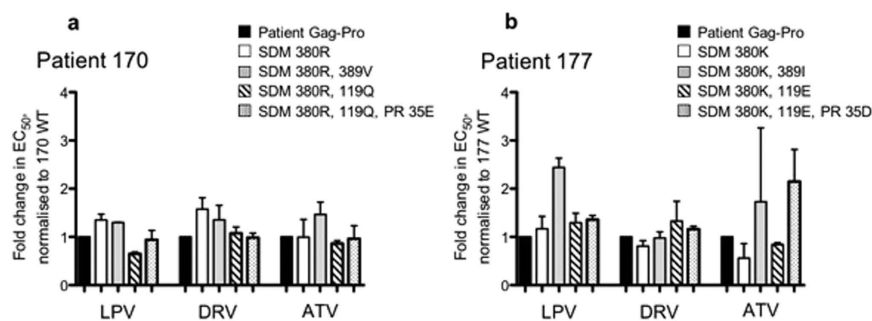 a
Patient 170
Patient Gag-Pro
SDM 380R
SDM 380R, 389V
SDM 380R, 119Q
SDM 380R, 119Q, PR 35E
Fold change in EC50,
normalised to 170 WT
4
3
2
1
0
LPV DRV ATV
b
Patient 177
Patient Gag-Pro
SDM 380K
SDM 380K, 389I
SDM 380K, 119E
SDM 380K, 119E, PR 35D
Fold change in EC50,
normalised to 177 WT
4
3
2
1
0
LPV DRV ATV